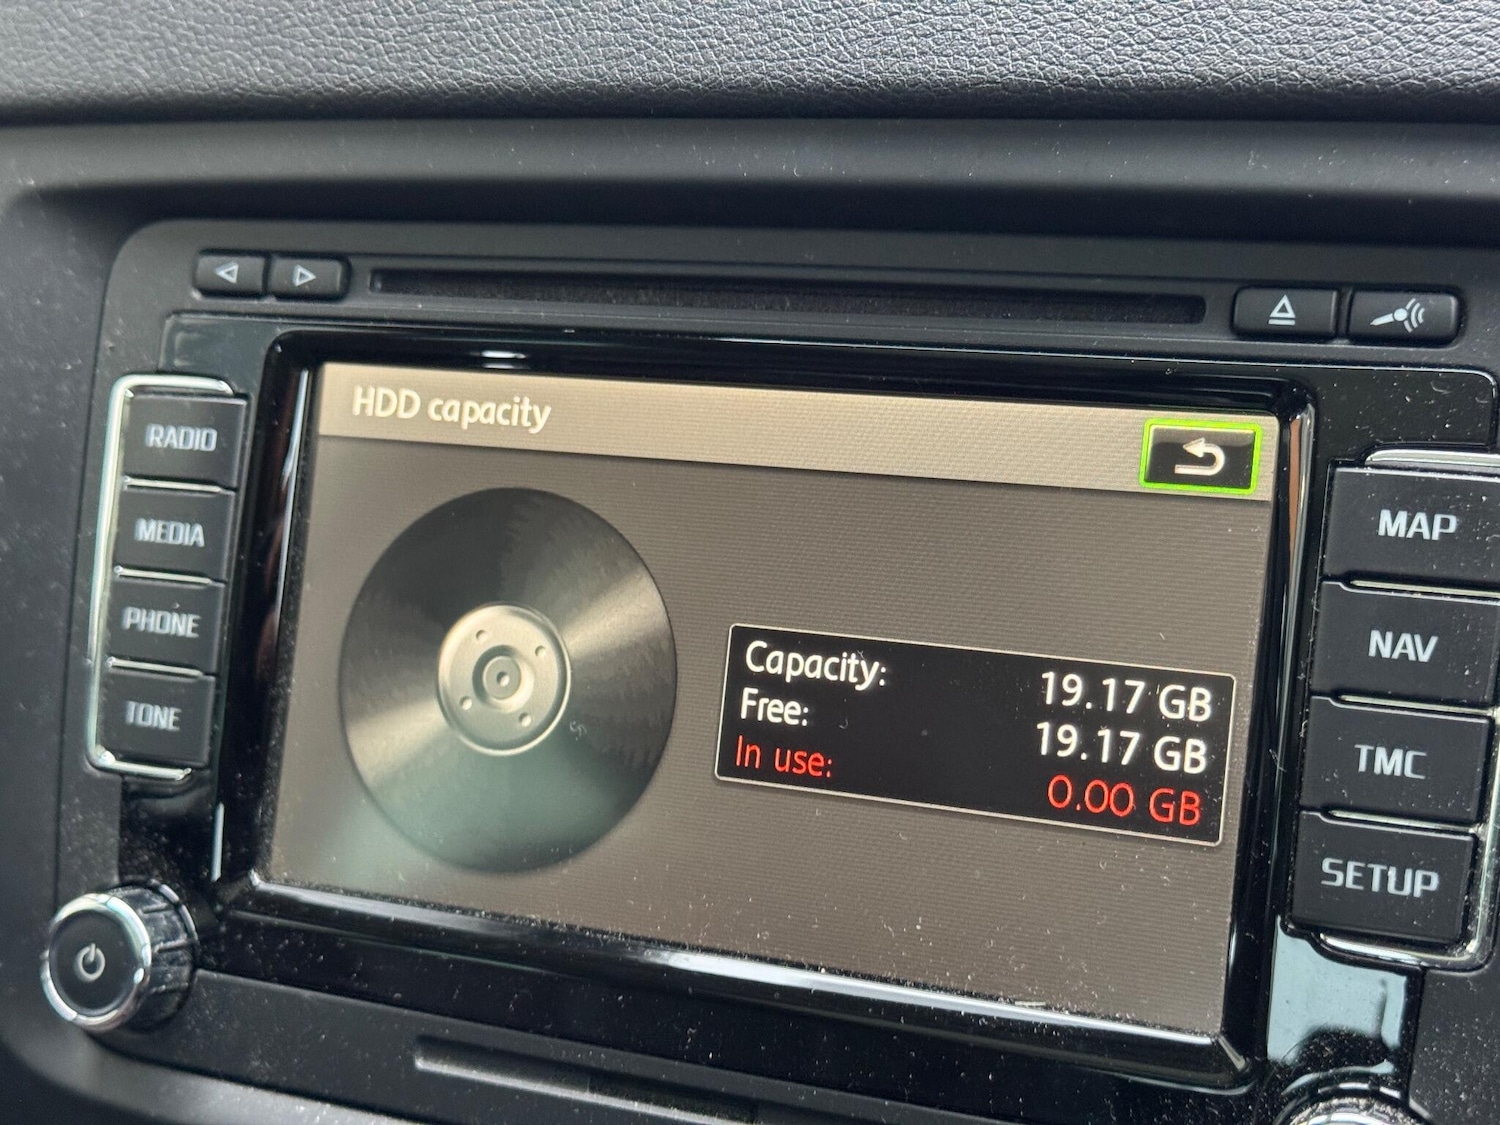 HDD capacity
RADIO
MEDIA
PHONE
TONE
Capacity: 19.17 GB
Free: 19.17 GB
In use: 0.00 GB
MAP
NAV
TMC
SETUP